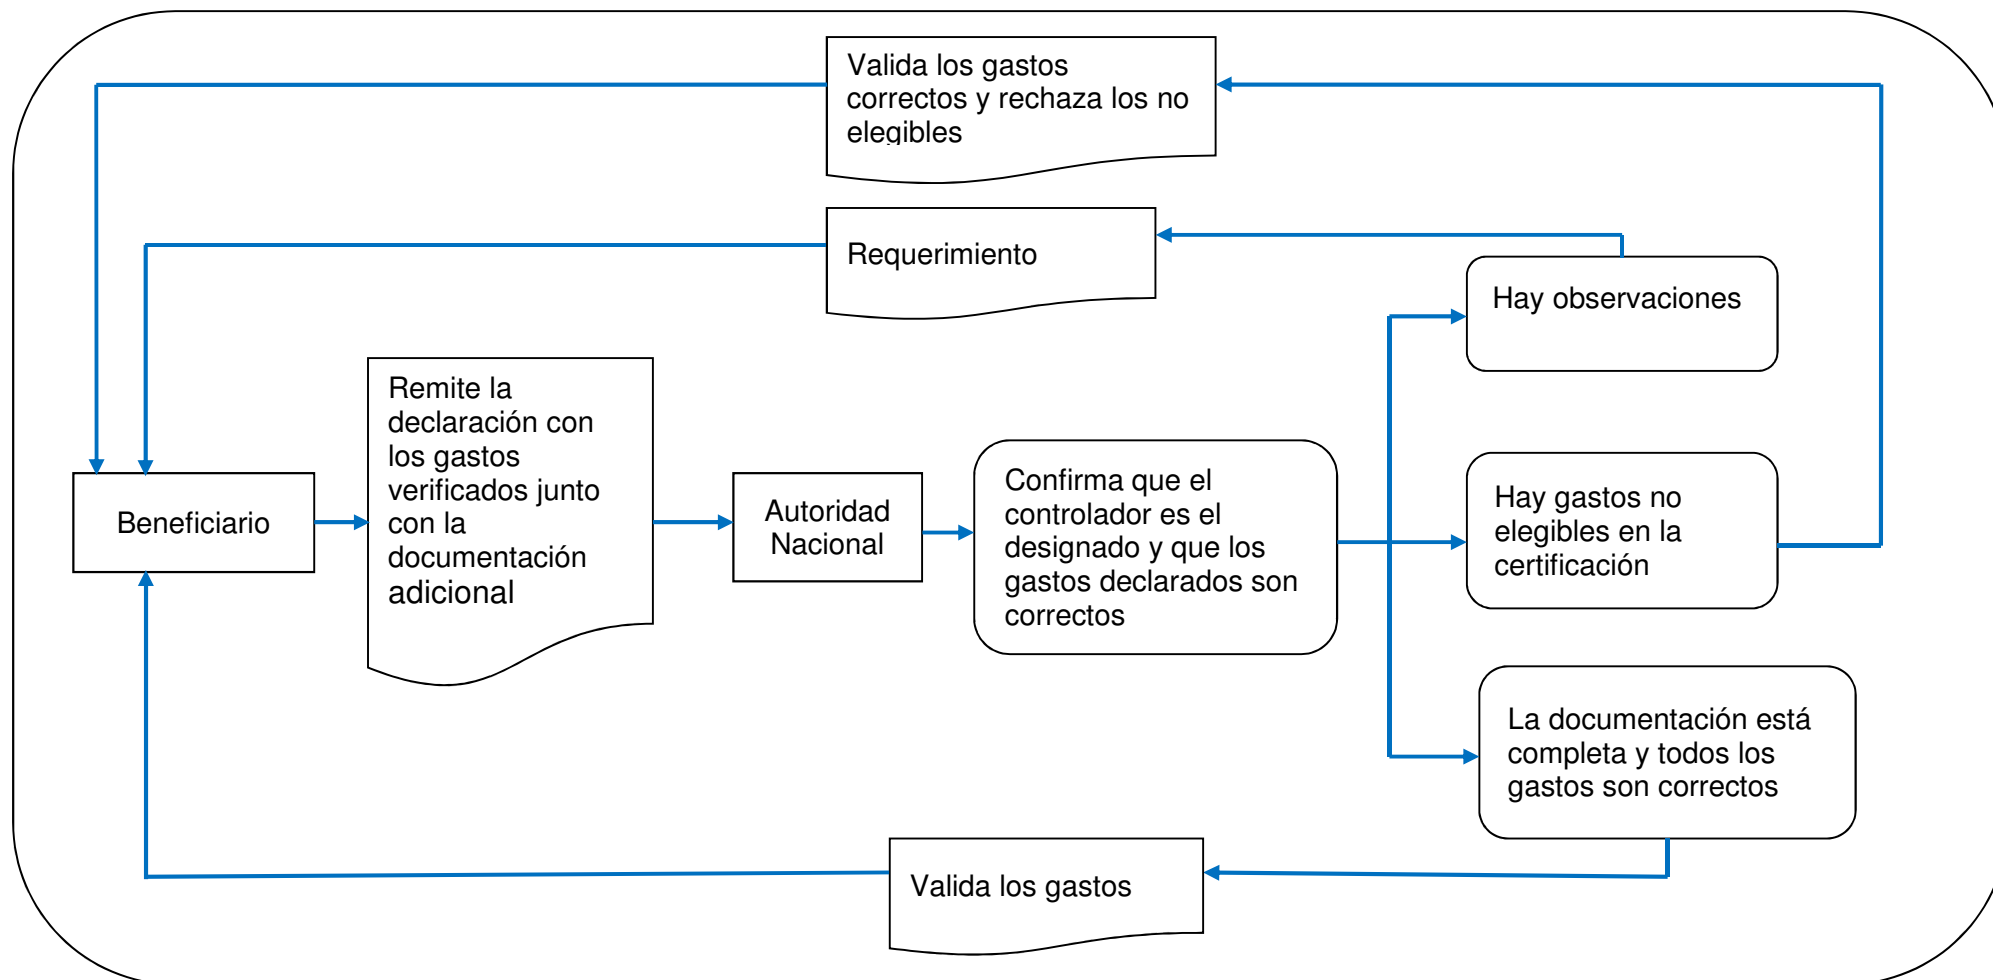 Valida los gastos
correctos y rechaza los no
elegibles
Requerimiento
Hay observaciones
Remite la
declaración con
los gastos
verificados junto
con la
documentación
adicional
Beneficiario
Autoridad
Nacional
Confirma que el
controlador es el
designado y que los
gastos declarados son
correctos
Hay gastos no
elegibles en la
certificación
La documentación está
completa y todos los
gastos son correctos
Valida los gastos